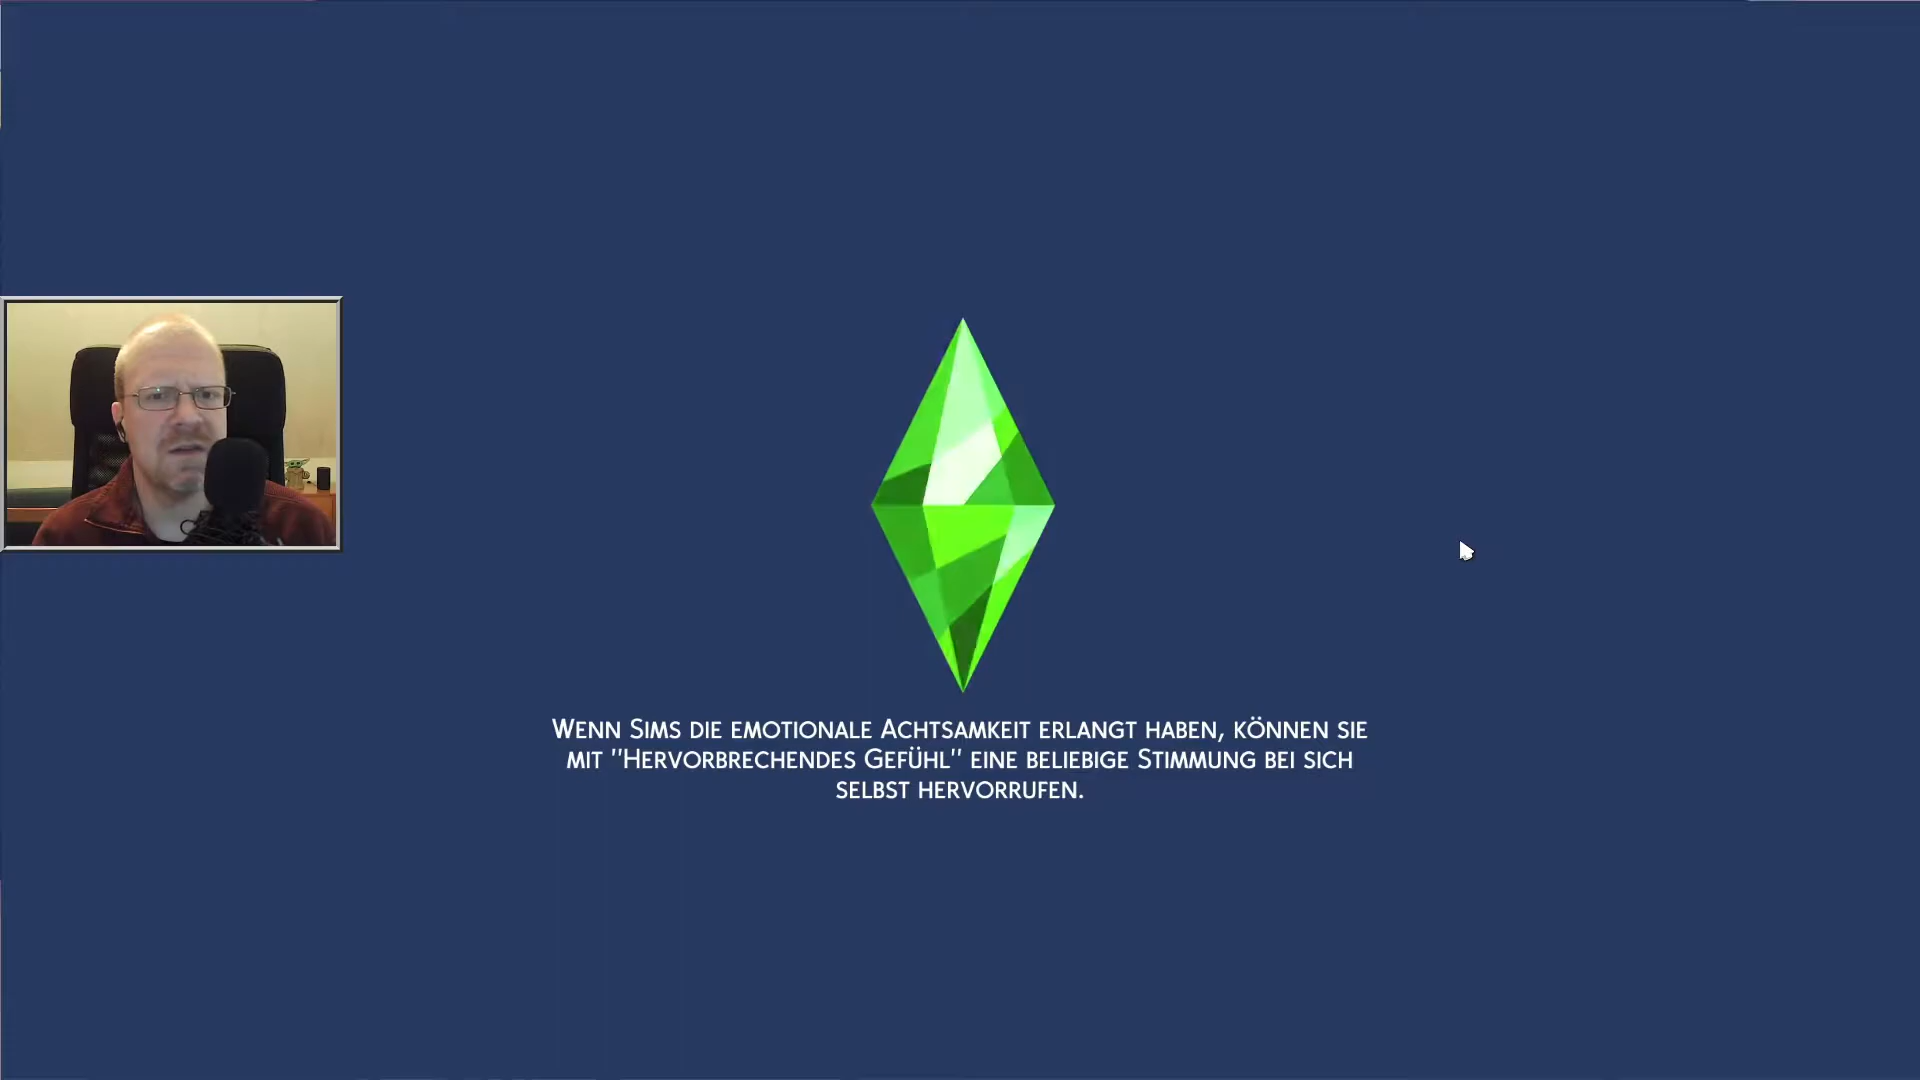 Wenn Sims die emotionale Achtsamkeit erlangt haben, können sie
mit "Hervorbrechendes Gefühl" eine beliebige Stimmung bei sich
selbst hervorrufen.